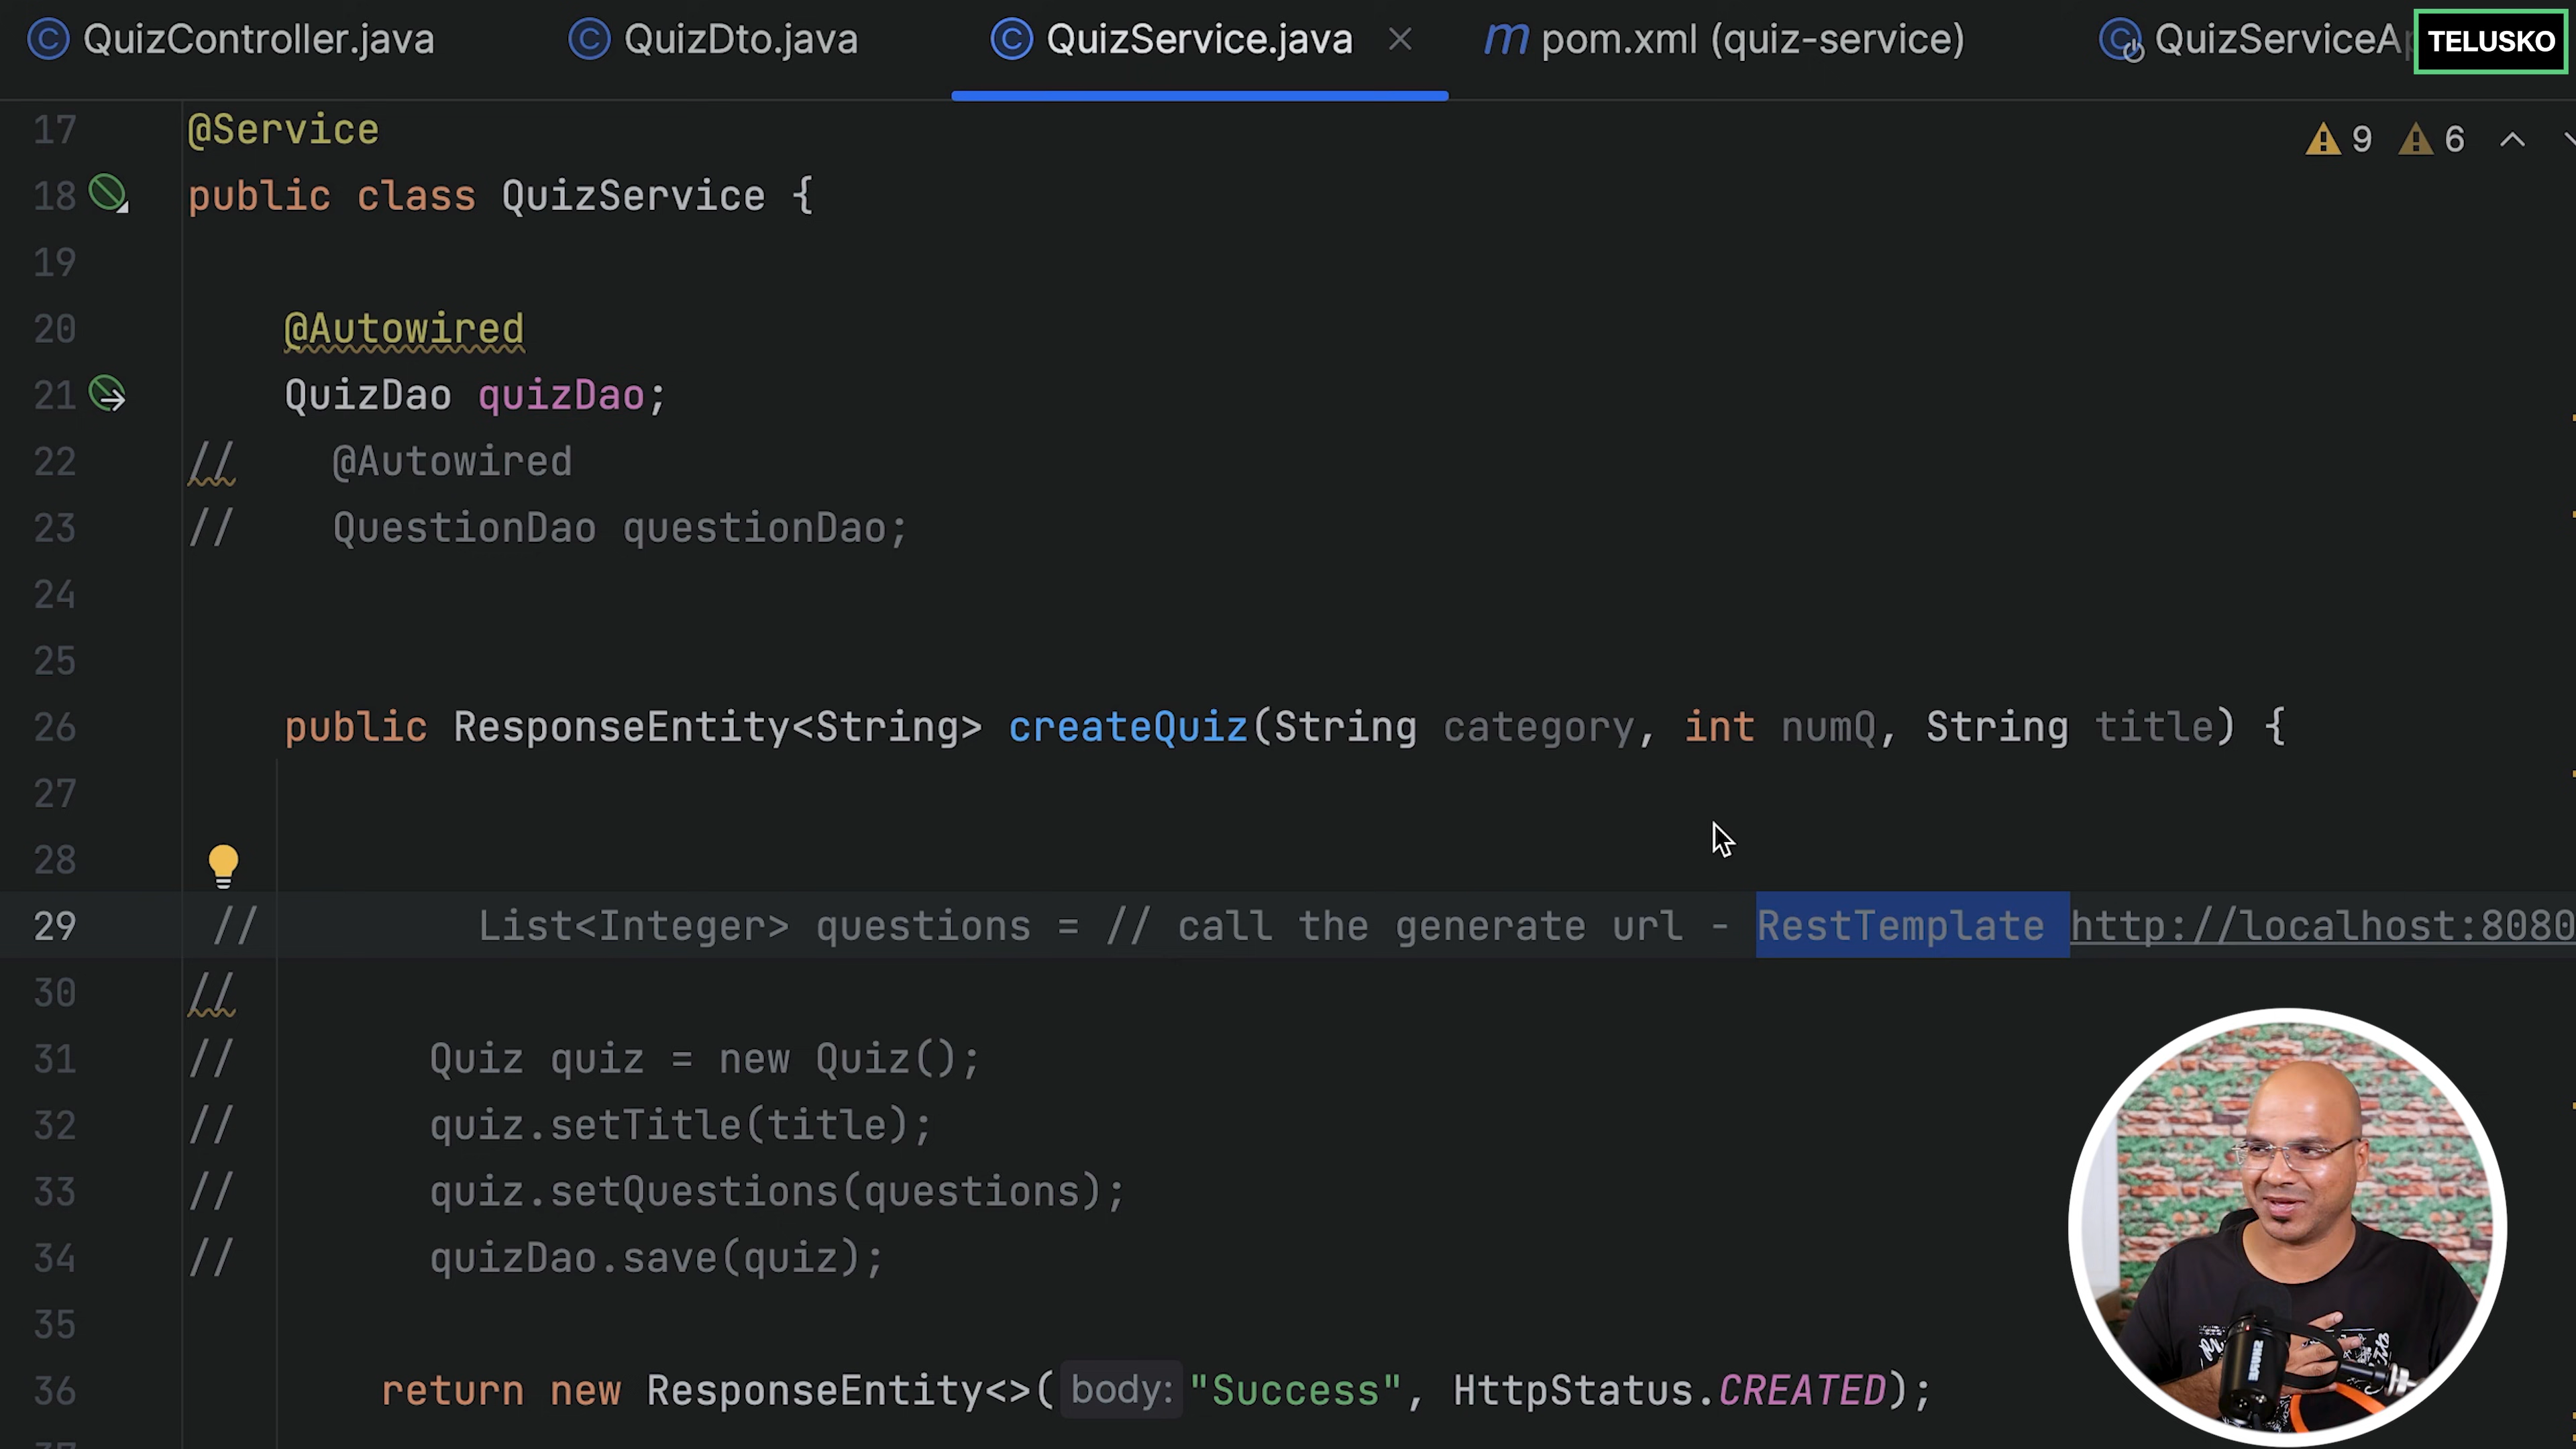 QuizController.java QuizDto.java QuizService.java pom.xml (quiz-service) QuizServiceAp TELUSKO
17 @Service 9 6
18 public class QuizService {
19
20 @Autowired
21 QuizDao quizDao;
22 // @Autowired
23 // QuestionDao questionDao;
24
25
26 public ResponseEntity<String> createQuiz(String category, int numQ, String title) {
27
28
29 // List<Integer> questions = // call the generate url - RestTemplate http://localhost:8080
30 //
31 // Quiz quiz = new Quiz();
32 // quiz.setTitle(title);
33 // quiz.setQuestions(questions);
34 // quizDao.save(quiz);
35
36 return new ResponseEntity<>( body: "Success", HttpStatus.CREATED);